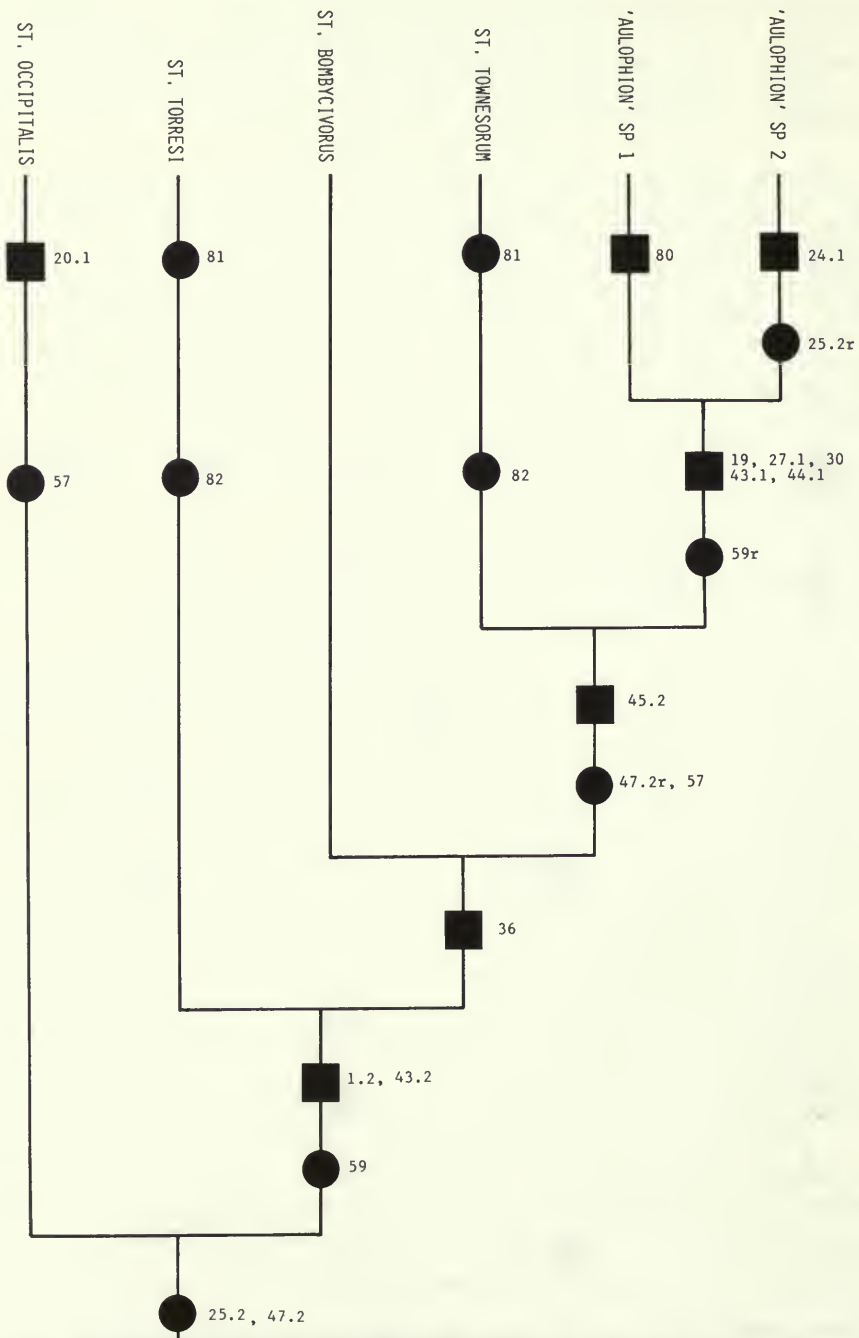 ST. OCCIPITALIS
ST. TORRESI
ST. BOMBYCIVORUS
ST. TOWNESORUM
'AULOPHION' SP 1
'AULOPHION' SP 2
20.1
81
81
80
24.1
25.2r
57
82
82
19, 27.1, 30
43.1, 44.1
59r
45.2
47.2r, 57
36
1.2, 43.2
59
25.2, 47.2